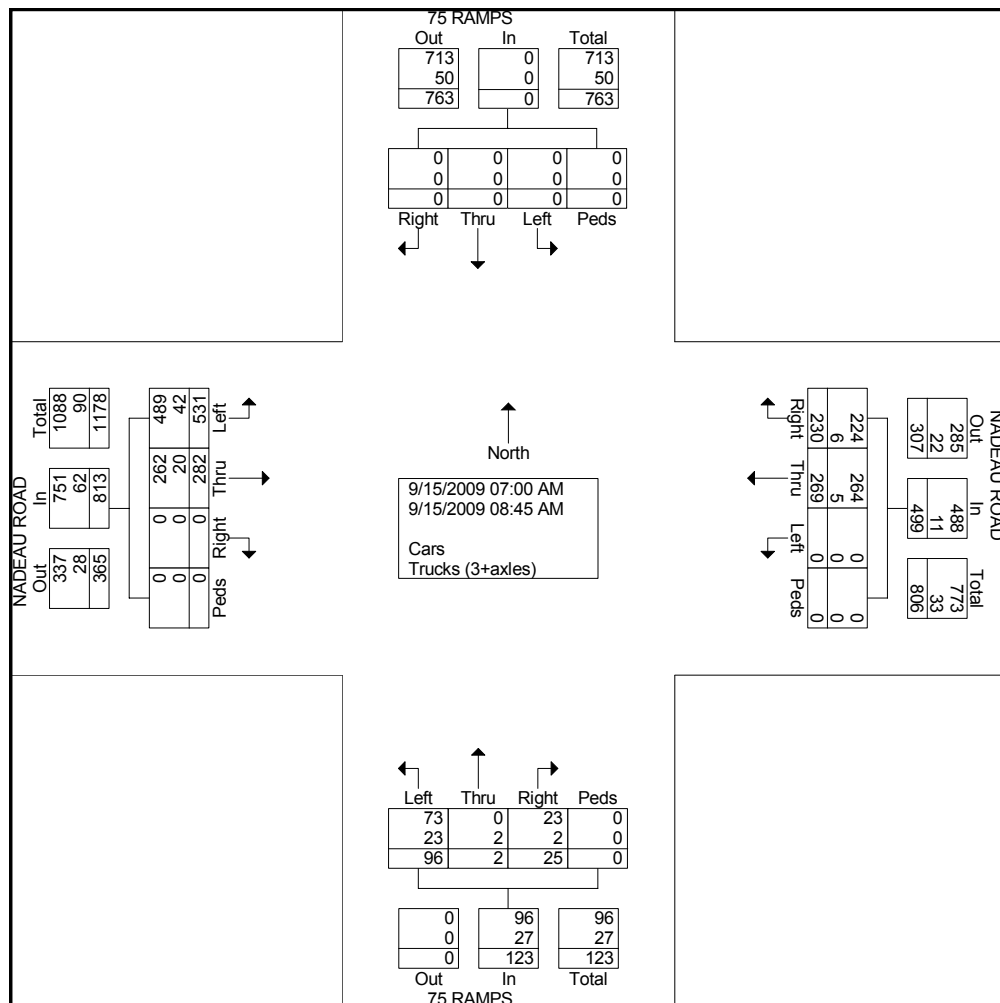 75 RAMPS
Out In Total
713 0 713
50 0 50
763 0 763
0 0 0 0
0 0 0 0
0 0 0 0
Right Thru Left Peds
NADEAU ROAD
Total In Out
1088 751 337
90 62 28
1178 813 365
489 262 0 0
42 20 0 0
531 282 0 0
Left Thru Right Peds
North
9/15/2009 07:00 AM
9/15/2009 08:45 AM
Cars
Trucks (3+axles)
Right Thru Left Peds
224 264 0 0
6 5 0 0
230 269 0 0
NADEAU ROAD
Out In Total
285 488 773
22 11 33
307 499 806
Left Thru Right Peds
73 0 23 0
23 2 2 0
96 2 25 0
0 96 96
0 27 27
0 123 123
Out In Total
75 RAMPS